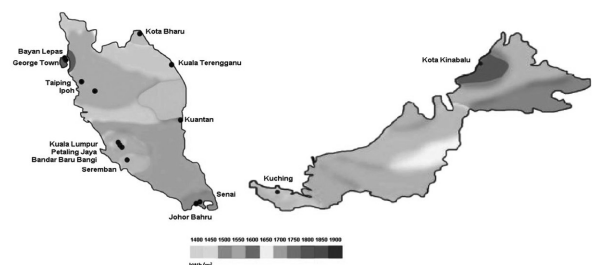 Kota Bharu
Bayan Lepas
George Town
Kuala Terengganu
Kota Kinabalu
Taiping
Ipoh
Kuantan
Kuala Lumpur
Petaling Jaya
Bandar Baru Bangi
Seremban
Kuching
Senai
Johor Bahru
1400 1450 1500 1550 1600 1650 1700 1750 1800 1850 1900